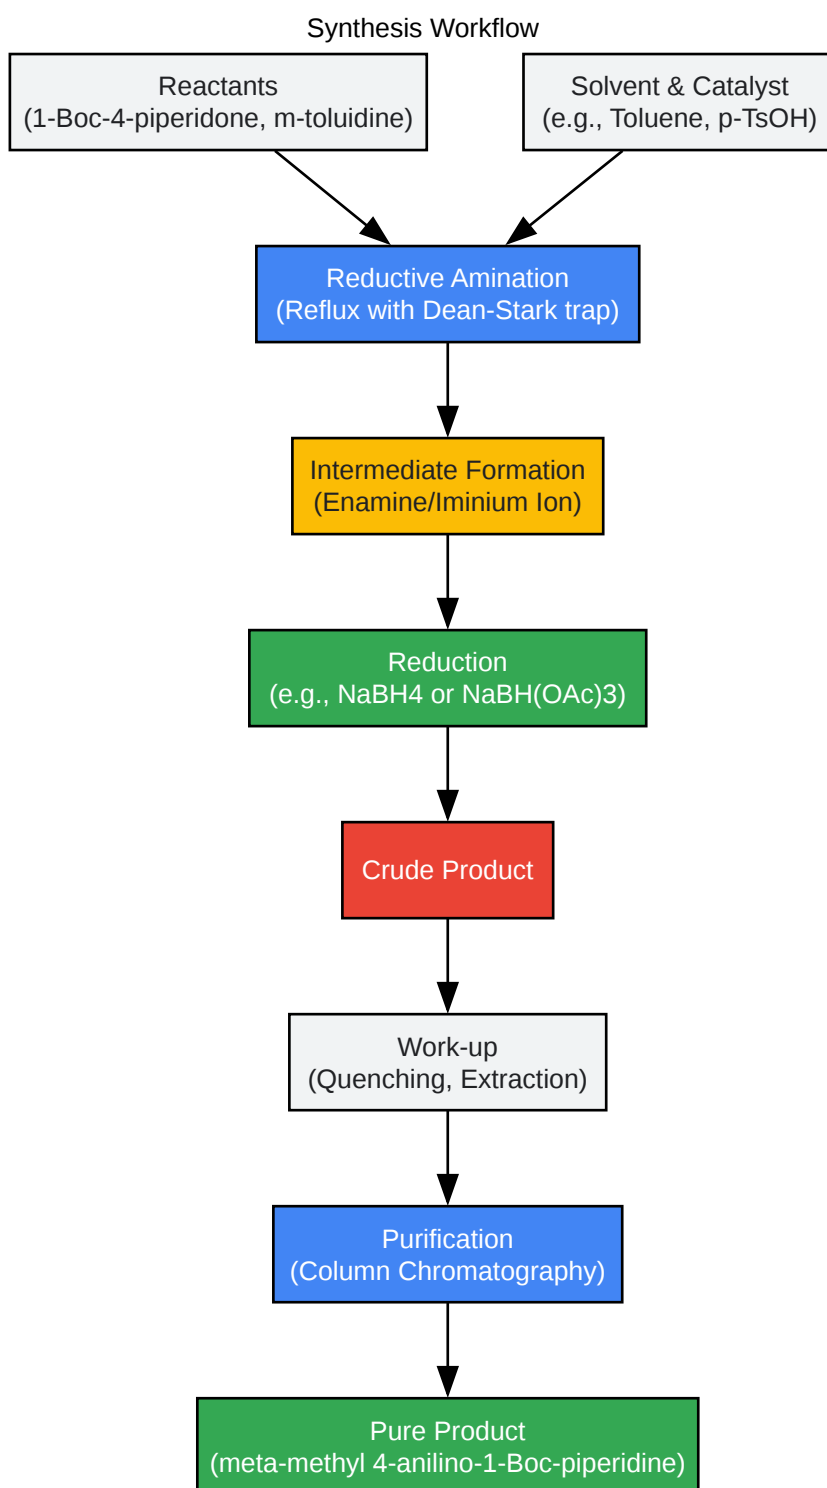 Synthesis Workflow
Reactants
(1-Boc-4-piperidone, m-toluidine)
Solvent & Catalyst
(e.g., Toluene, p-TsOH)
Reductive Amination
(Reflux with Dean-Stark trap)
Intermediate Formation
(Enamine/Iminium Ion)
Reduction
(e.g., NaBH4 or NaBH(OAc)3)
Crude Product
Work-up
(Quenching, Extraction)
Purification
(Column Chromatography)
Pure Product
(meta-methyl 4-anilino-1-Boc-piperidine)